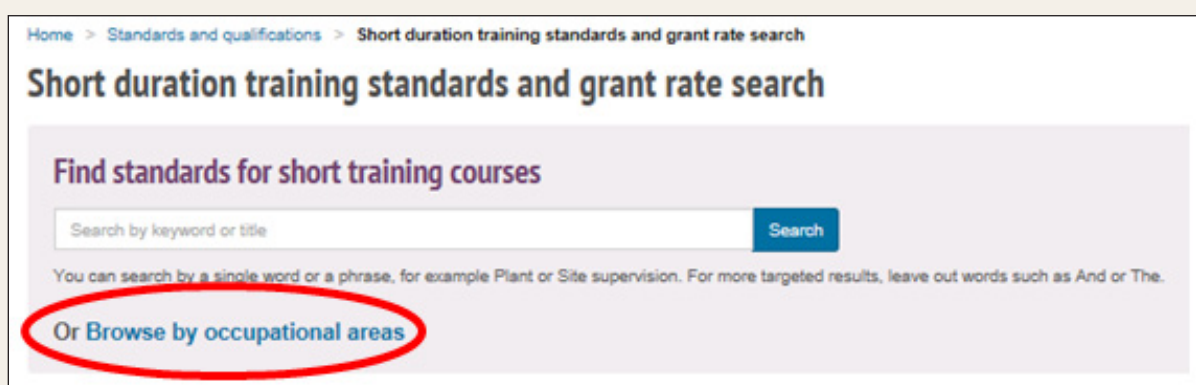 Home > Standards and qualifications > Short duration training standards and grant rate search
Short duration training standards and grant rate search
Find standards for short training courses
Search by keyword or title
Search
You can search by a single word or a phrase, for example Plant or Site supervision. For more targeted results, leave out words such as And or The.
Or Browse by occupational areas